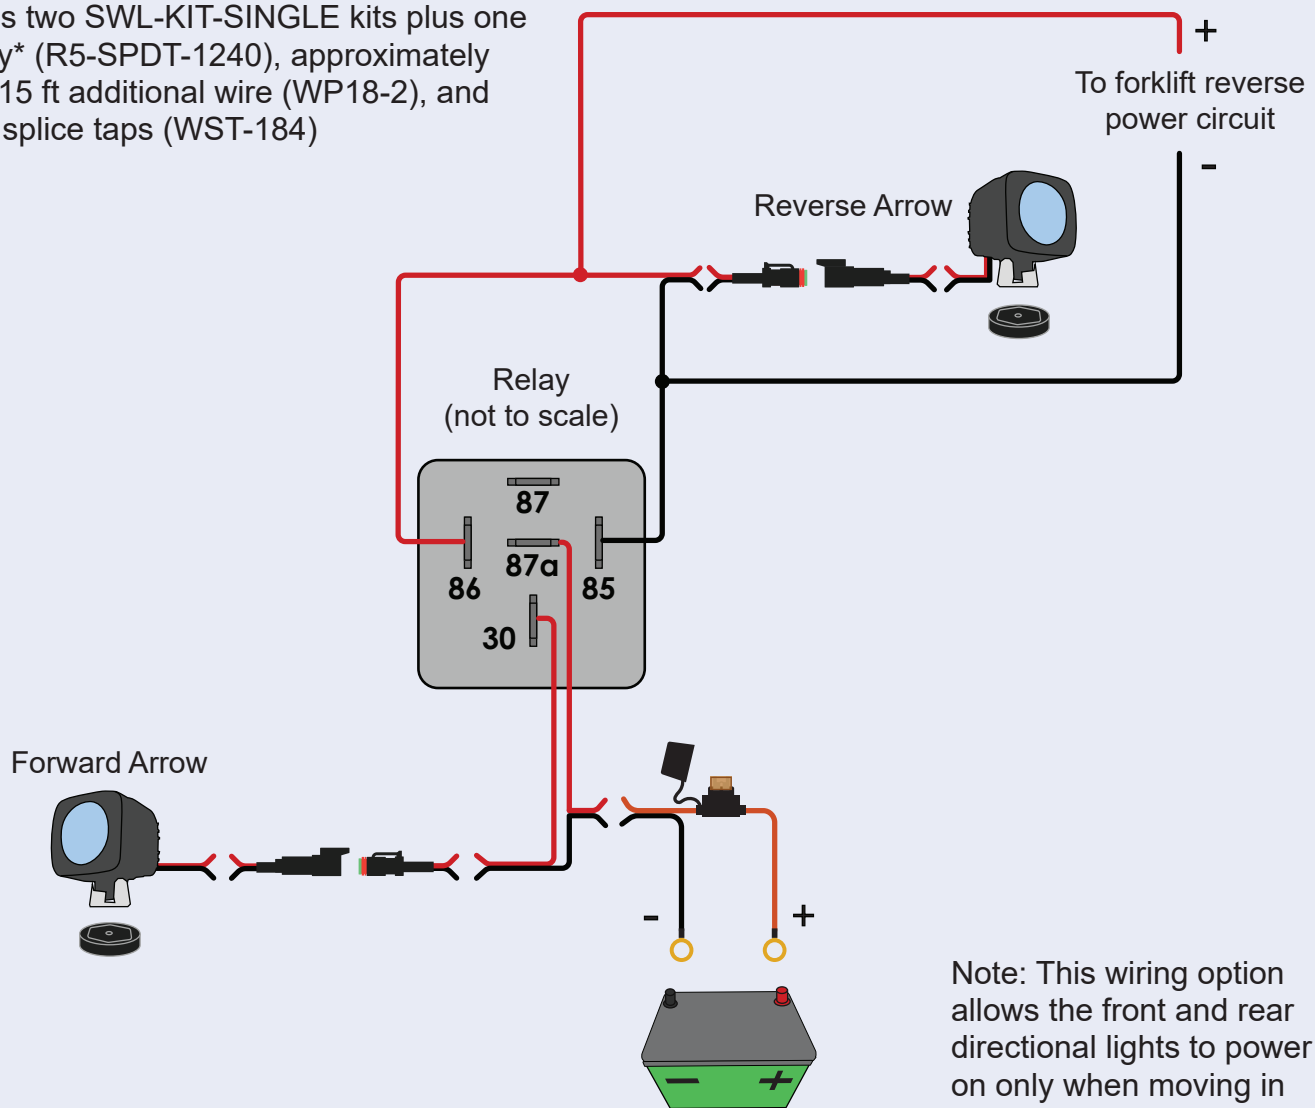 s two SWL-KIT-SINGLE kits plus one
y* (R5-SPDT-1240), approximately
15 ft additional wire (WP18-2), and
splice taps (WST-184)
+
To forklift reverse
power circuit
-
Reverse Arrow
Relay
(not to scale)
87
87a
86
85
30
Forward Arrow
-
+
Note: This wiring option
allows the front and rear
directional lights to power
on only when moving in
- +